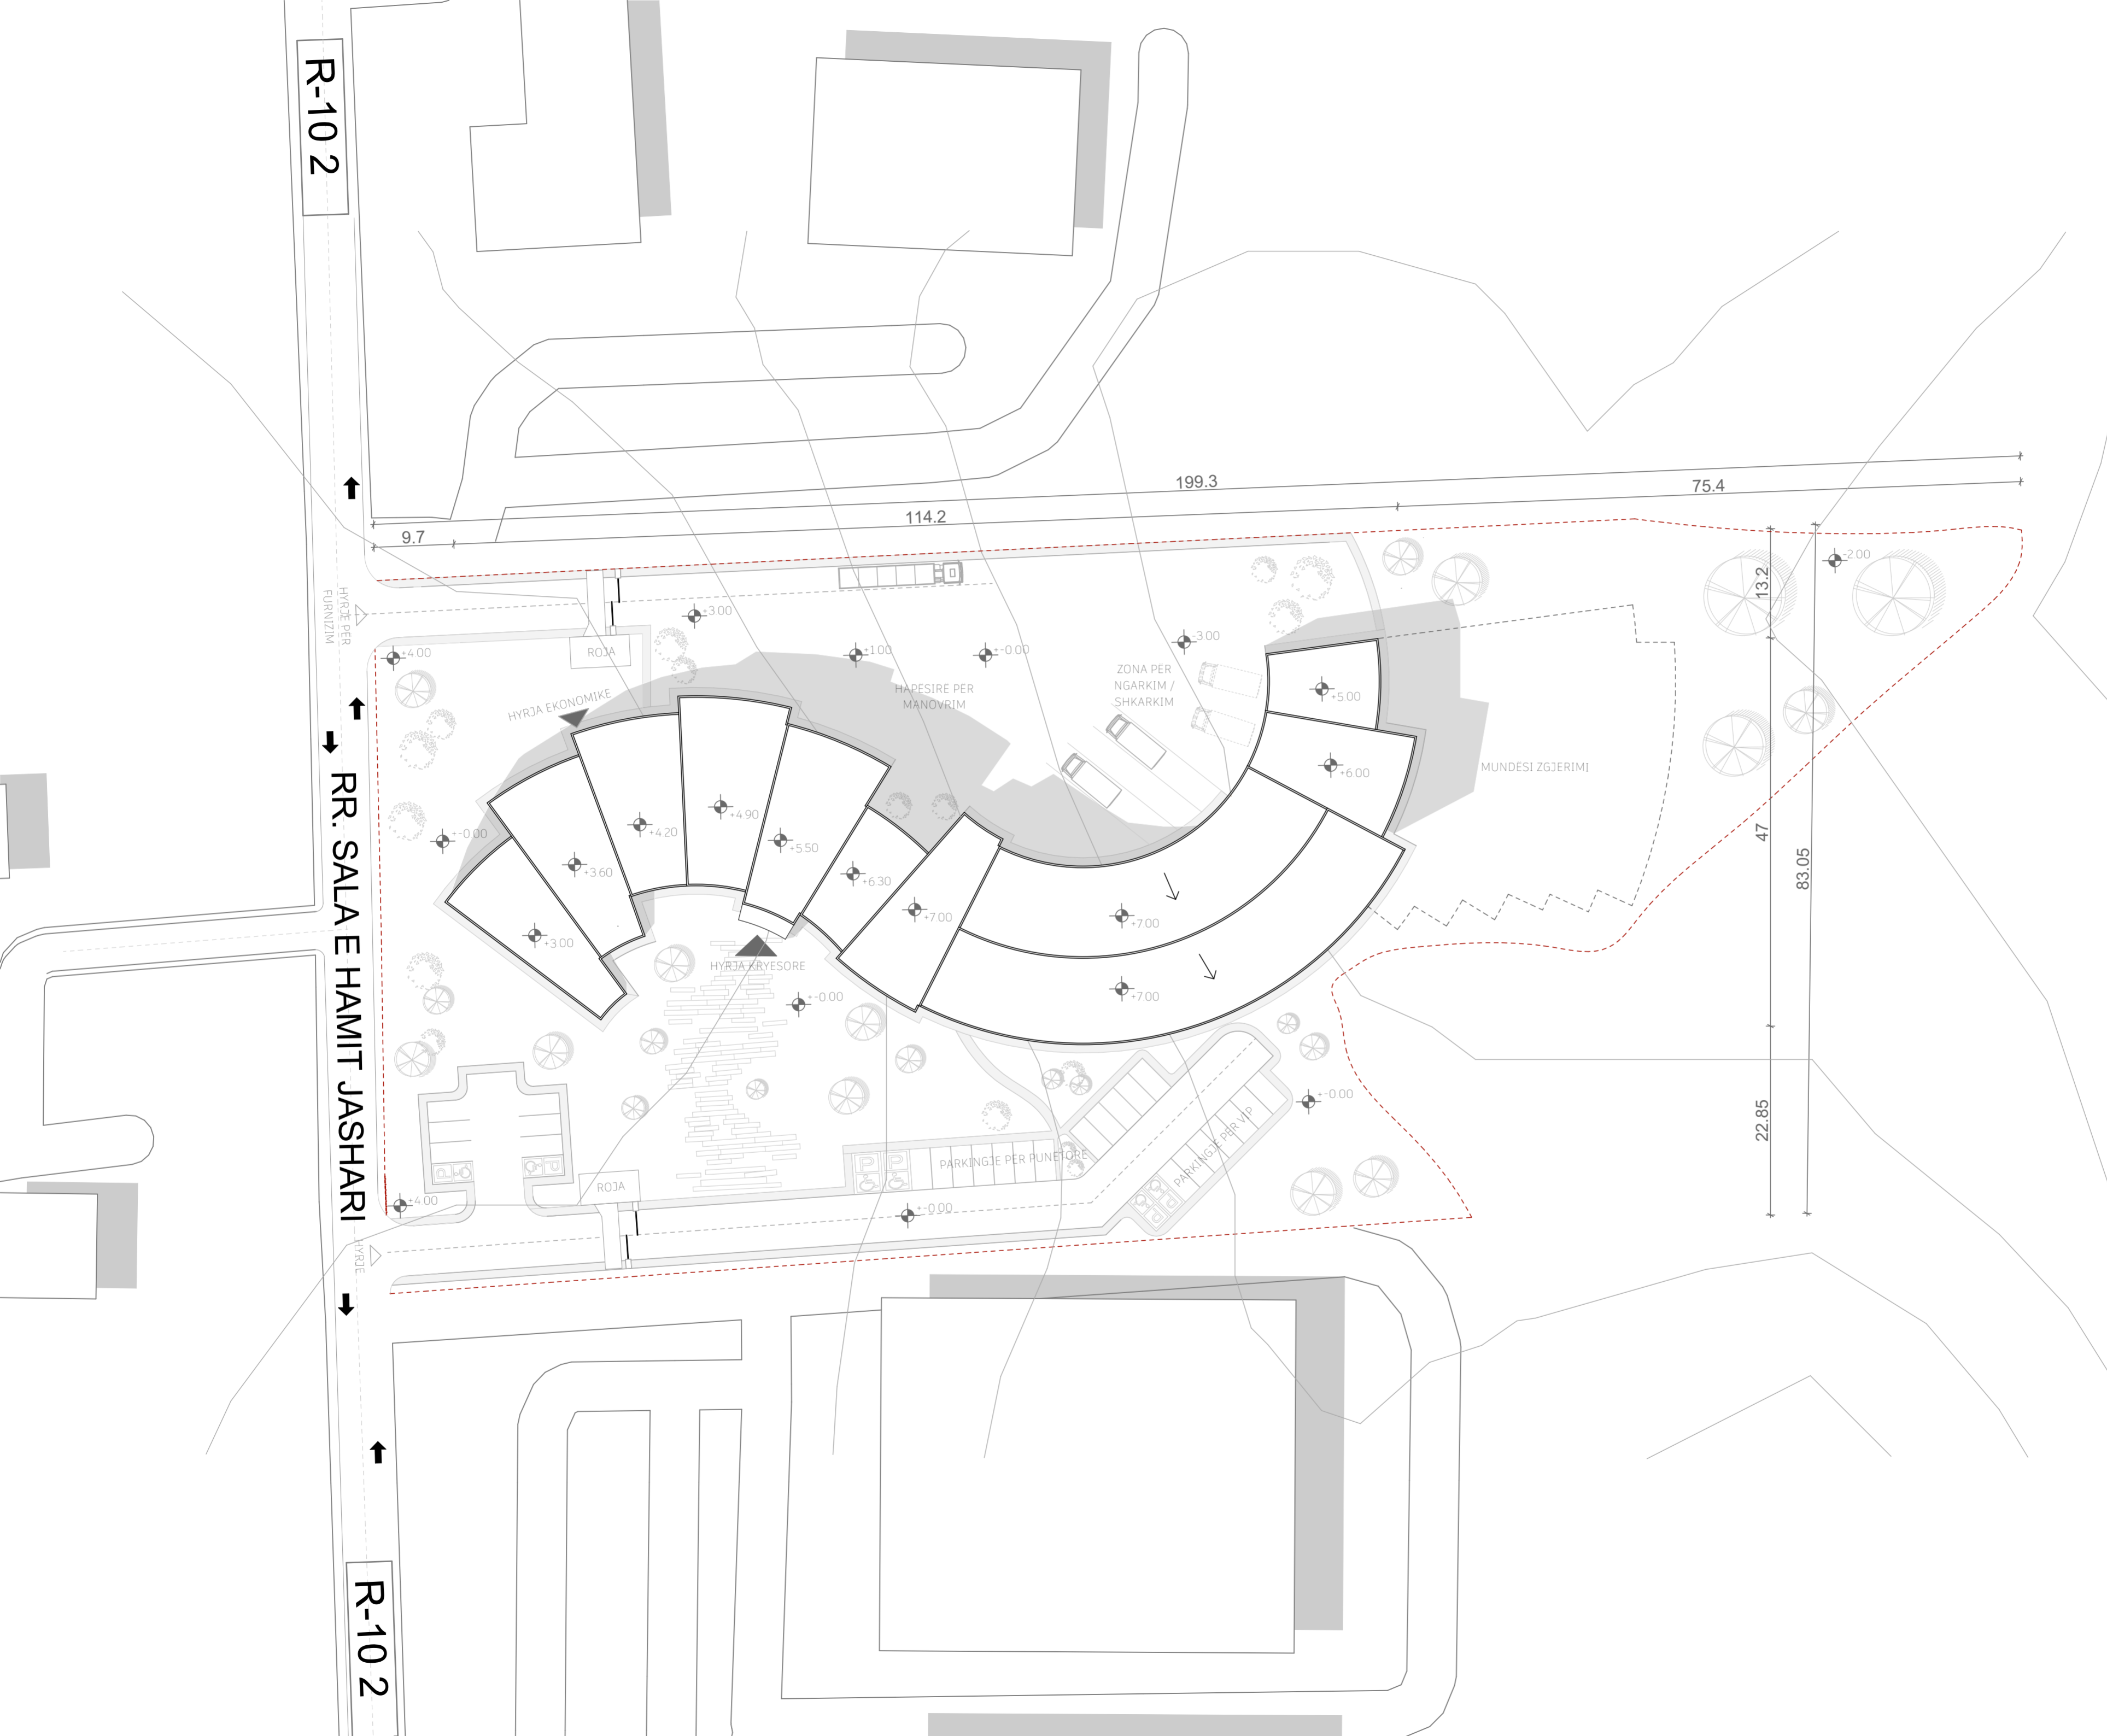 R-10 2
199.3
75.4
114.2
9.7
13.2
-2.00
HYRJE PER
FURNIZIM
+3.00
+4.00
ROJA
+1.00
+-0.00
-3.00
ZONA PER
NGARKIM /
SHKARKIM
HAPESIRE PER
MANOVRIM
HYRJA EKONOMIKE
+5.00
+6.00
MUNDESI ZGJERIMI
+-0.00
+4.20
+4.90
+5.50
+3.60
+6.30
+7.00
+7.00
+3.00
47
83.05
RR. SALA E HAMIT JASHARI
HYRJA KRYESORE
+-0.00
+7.00
+-0.00
22.85
PARKINGJE PER PUNETORE
PARKINGJE PER VIP
P
P
P
P
P
P
ROJA
+4.00
+-0.00
HYRJE
R-10 2